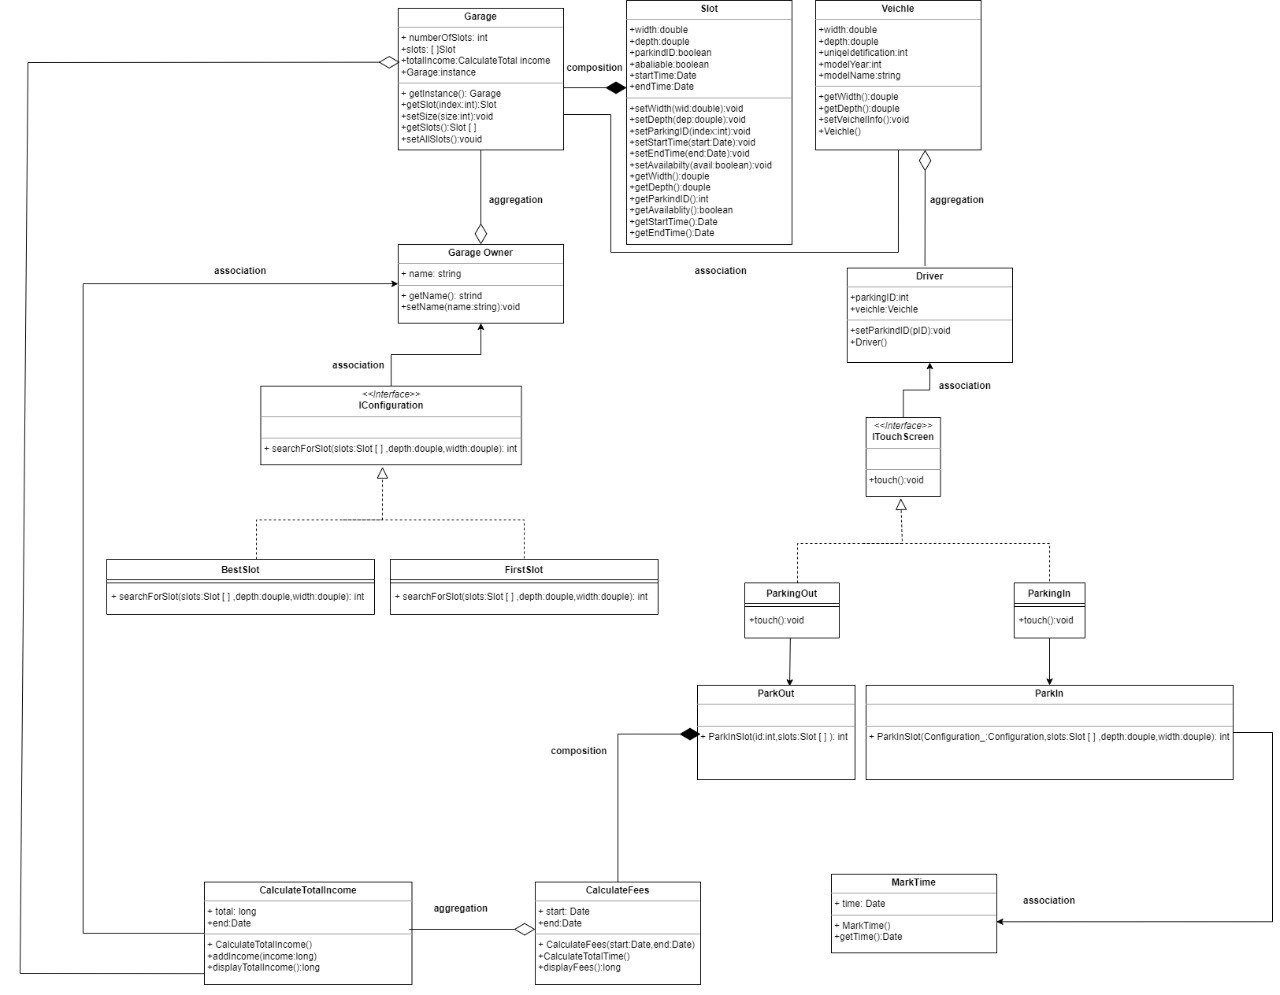 Garage
+ numberOfSlots: int
+slots: [ ]Slot
+totalIncome:CalculateTotal income
+Garage:instance
+ getInstance(): Garage
+getSlot(index:int):Slot
+setSize(size:int):void
+getSlots():Slot [ ]
+setAllSlots():vouid
composition
Slot
+width:double
+depth:douple
+parkindID:boolean
+abaliable:boolean
+startTime:Date
+endTime:Date
+setWidth(wid:double):void
+setDepth(dep:douple):void
+setParkingID(index:int):void
+setStartTime(start:Date):void
+setEndTime(end:Date):void
+setAvailabilty(avail:boolean):void
+getWidth():douple
+getDepth():douple
+getParkindID():int
+getAvailablity():boolean
+getStartTime():Date
+getEndTime():Date
Veichle
+width:double
+depth:douple
+uniqeIdetification:int
+modelYear:int
+modelName:string
+getWidth():douple
+getDepth():douple
+setVeichelInfo():void
+Veichle()
aggregation
aggregation
Garage Owner
+ name: string
+ getName(): strind
+setName(name:string):void
association
association
Driver
+parkingID:int
+veichle:Veichle
+setParkindID(pID):void
+Driver()
association
association
<<Interface>>
IConfiguration
+ searchForSlot(slots:Slot [ ] ,depth:douple,width:douple): int
<<Interface>>
ITouchScreen
+touch():void
BestSlot
+ searchForSlot(slots:Slot [ ] ,depth:douple,width:douple): int
FirstSlot
+ searchForSlot(slots:Slot [ ] ,depth:douple,width:douple): int
ParkingOut
+touch():void
ParkingIn
+touch():void
ParkOut
+ ParkInSlot(id:int,slots:Slot [ ] ): int
ParkIn
+ ParkInSlot(Configuration_:Configuration,slots:Slot [ ] ,depth:douple,width:douple): int
composition
CalculateTotalIncome
+ total: long
+end:Date
+ CalculateTotalIncome()
+addIncome(income:long)
+displayTotalIncome():long
aggregation
CalculateFees
+ start: Date
+end:Date
+ CalculateFees(start:Date,end:Date)
+CalculateTotalTime()
+displayFees():long
MarkTime
+ time: Date
+ MarkTime()
+getTime():Date
association